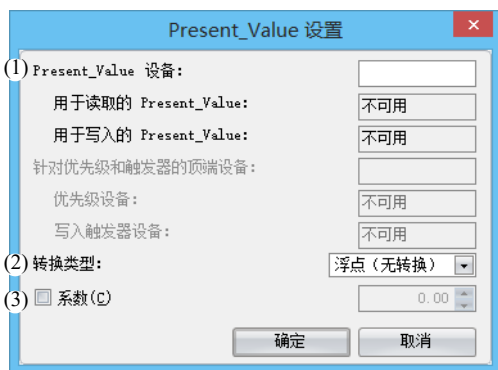 Present_Value 设置
(1) Present_Value 设备:
用于读取的 Present_Value: 不可用
用于写入的 Present_Value: 不可用
针对优先级和触发器的顶端设备:
优先级设备: 不可用
写入触发器设备: 不可用
(2) 转换类型: 浮点（无转换）
(3) 系数(C) 0.00
确定 取消